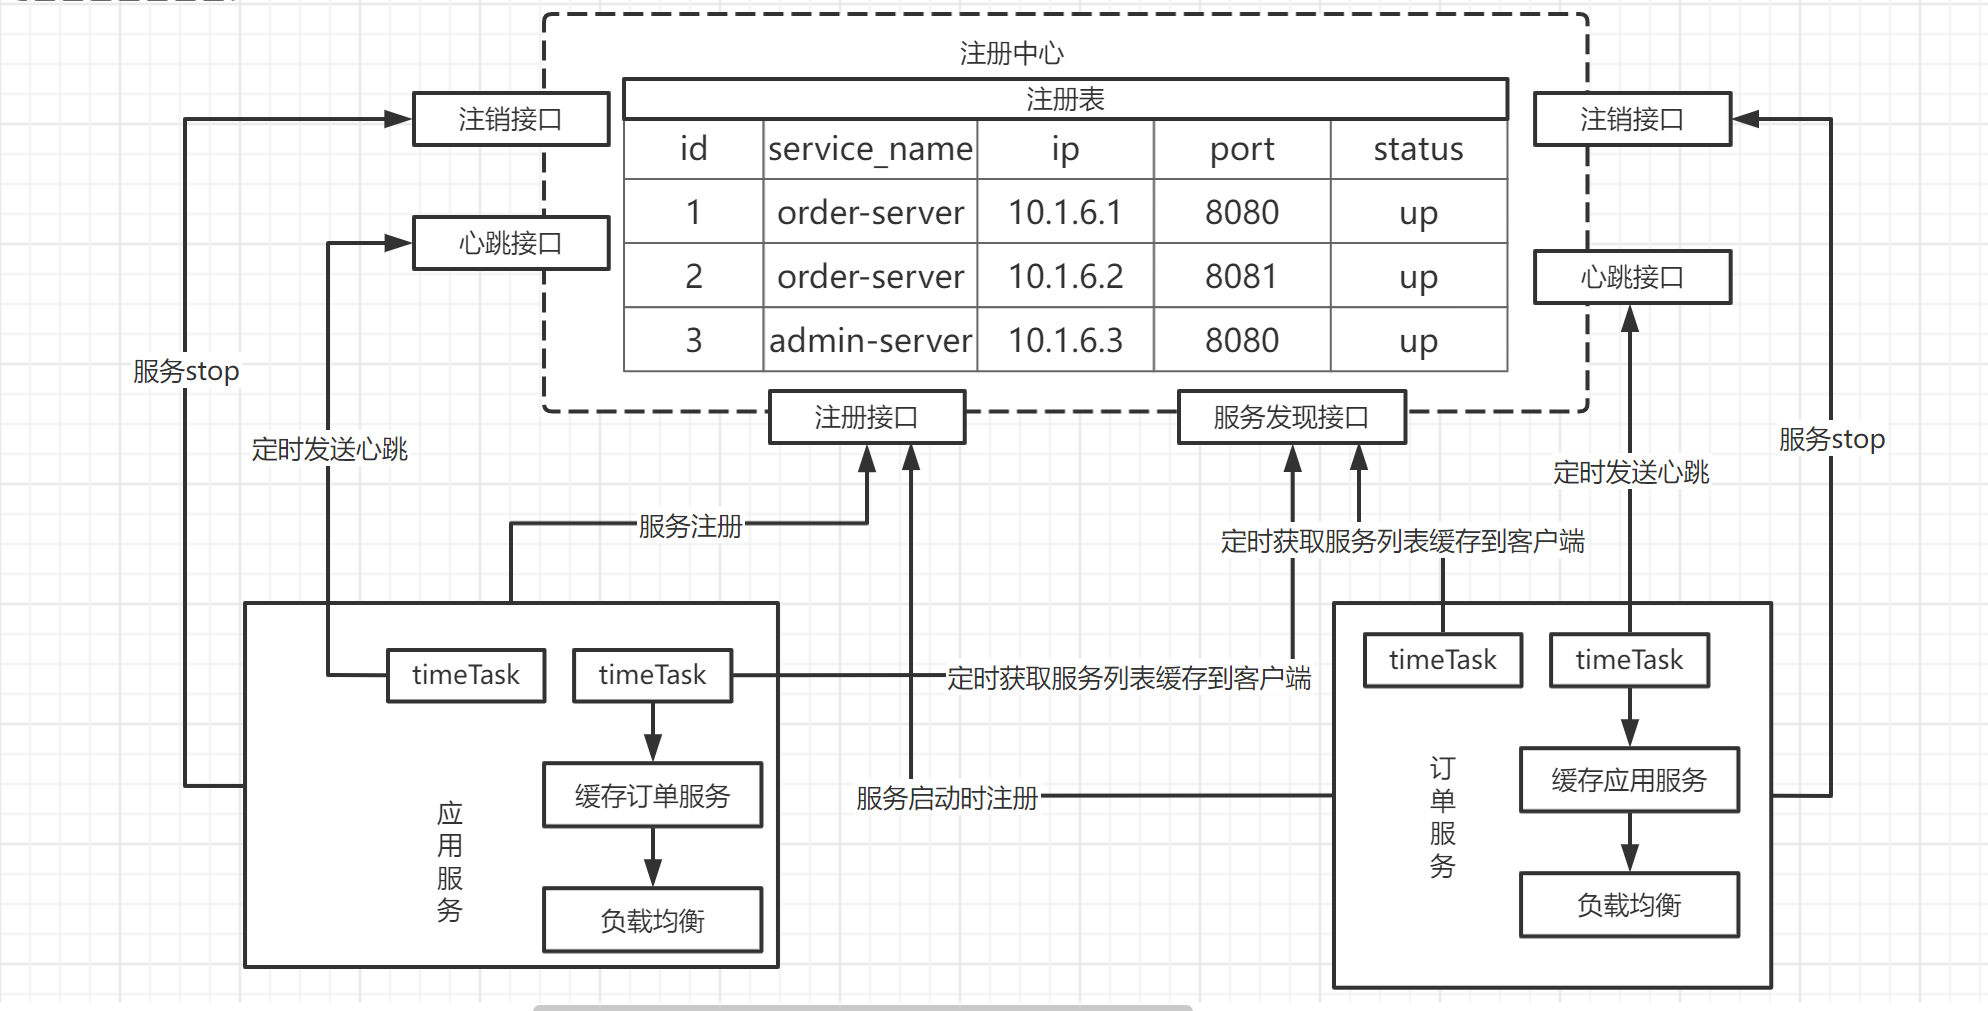 注册中心
注册表
id service_name ip port status
1 order-server 10.1.6.1 8080 up
2 order-server 10.1.6.2 8081 up
3 admin-server 10.1.6.3 8080 up
注销接口
心跳接口
注销接口
心跳接口
注册接口
服务发现接口
服务stop
定时发送心跳
服务注册
定时获取服务列表缓存到客户端
定时发送心跳
服务stop
timeTask
timeTask
定时获取服务列表缓存到客户端
服务启动时注册
缓存订单服务
负载均衡
应用服务
timeTask
timeTask
订单服务
缓存应用服务
负载均衡